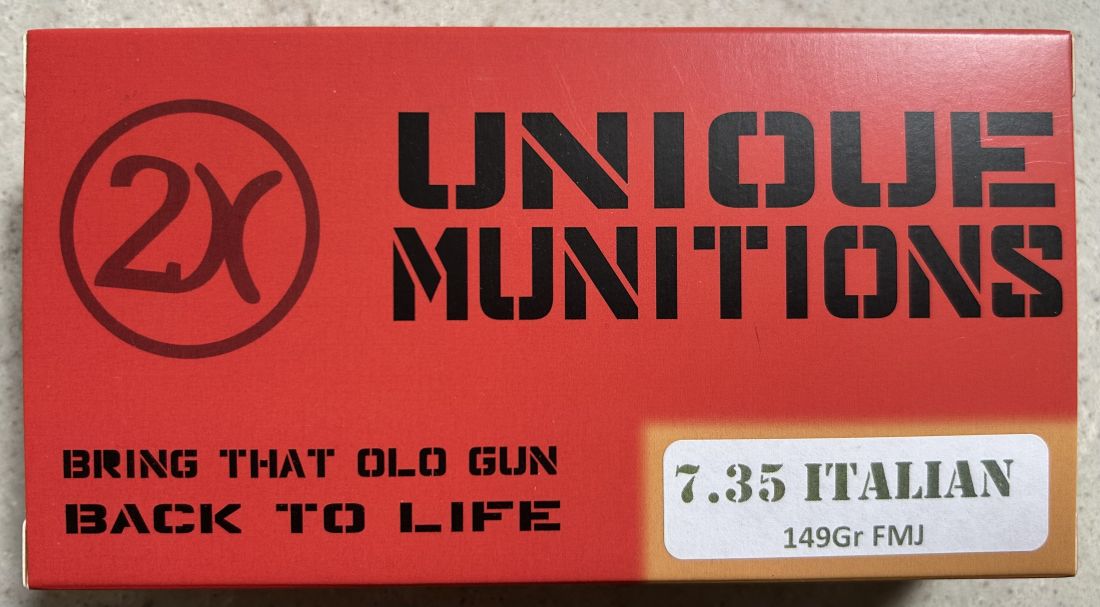 2X
UNIQUE
MUNITIONS
BRING THAT OLD GUN
BACK TO LIFE
7.35 ITALIAN
149Gr FMJ